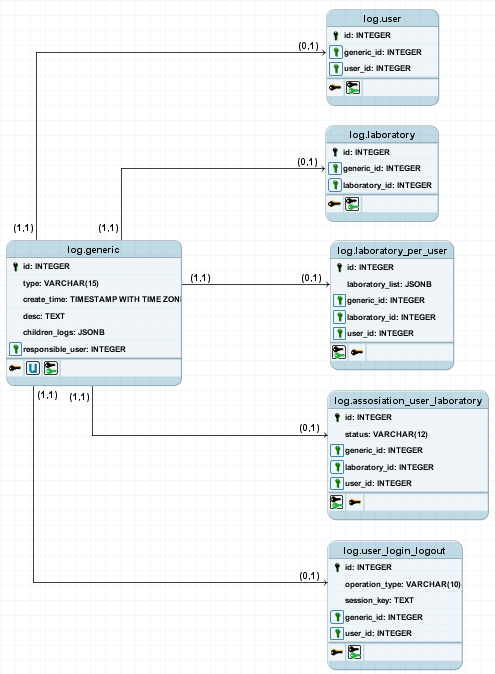 log.user
id: INTEGER
generic_id: INTEGER
user_id: INTEGER
(0,1)
log.laboratory
id: INTEGER
generic_id: INTEGER
laboratory_id: INTEGER
(0,1)
(1,1)
(1,1)
log.generic
id: INTEGER
type: VARCHAR(15)
create_time: TIMESTAMP WITH TIME ZON
desc: TEXT
children_logs: JSONB
responsible_user: INTEGER
U
(1,1)
(0,1)
log.laboratory_per_user
id: INTEGER
laboratory_list: JSONB
generic_id: INTEGER
laboratory_id: INTEGER
user_id: INTEGER
(1,1)
(1,1)
(0,1)
log.assosiation_user_laboratory
id: INTEGER
status: VARCHAR(12)
generic_id: INTEGER
laboratory_id: INTEGER
user_id: INTEGER
(0,1)
log.user_login_logout
id: INTEGER
operation_type: VARCHAR(10)
session_key: TEXT
generic_id: INTEGER
user_id: INTEGER